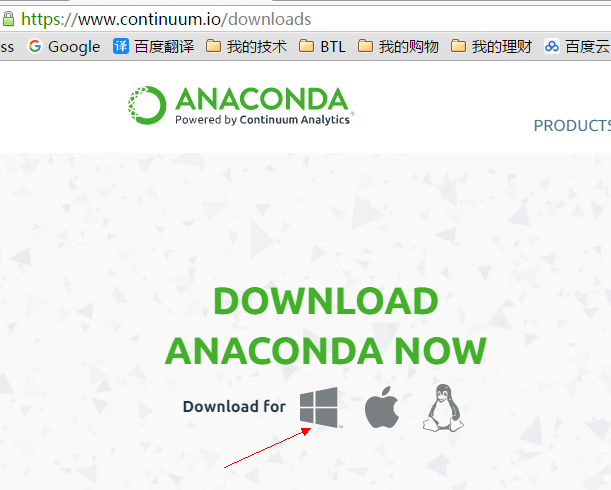 https://www.continuum.io/downloads
ss Google 译 百度翻译 我的技术 BTL 我的购物 我的理财 百度云
ANACONDA
Powered by Continuum Analytics®
PRODUCTS
DOWNLOAD
ANACONDA NOW
Download for